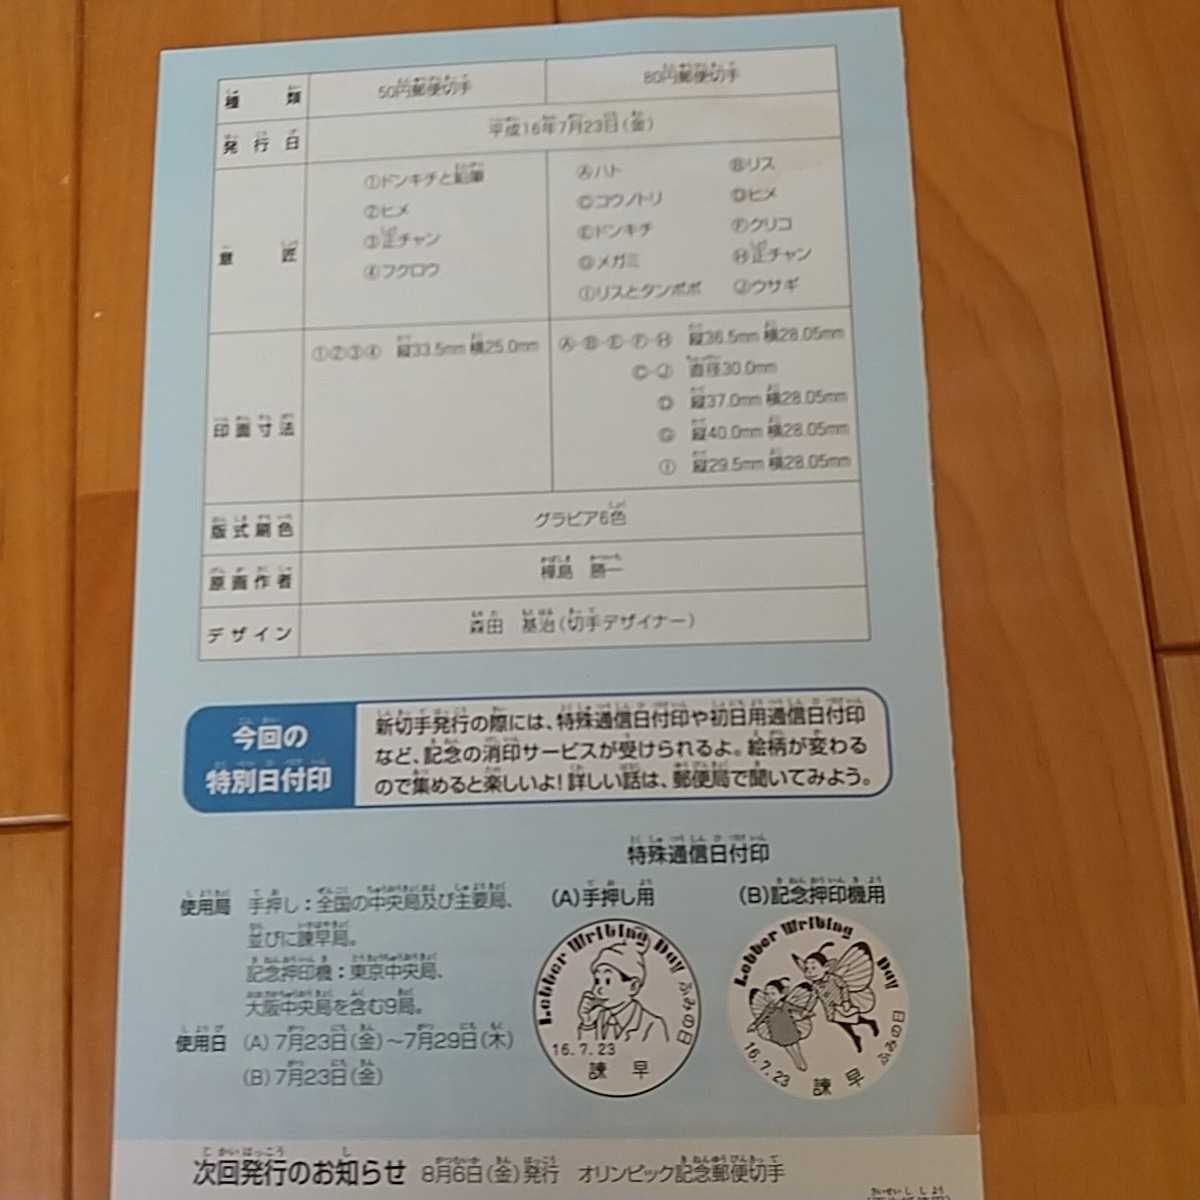 種類 50円郵便切手 80円郵便切手
発行日 平成16年7月23日(金)
意匠
①ドンキチと鉛筆
②ヒメ
③正チャン
④フクロウ
Ⓐハト Ⓑリス
Ⓒコウノトリ Ⓓヒメ
Ⓔドンキチ Ⓕクリコ
Ⓖメガミ Ⓗ正チャン
Ⓘリスとタンポポ Ⓙウサギ
印面寸法
①②③④ 縦33.5mm 横25.0mm
Ⓐ・Ⓑ・Ⓔ・Ⓕ・Ⓗ 縦36.5mm 横28.05mm
Ⓒ・Ⓙ 直径30.0mm
Ⓓ 縦37.0mm 横28.05mm
Ⓖ 縦40.0mm 横28.05mm
Ⓘ 縦29.5mm 横28.05mm
版式刷色 グラビア6色
原画作者 樺島 勝一
デザイン 森田 基治(切手デザイナー)
今回の
特別日付印
新切手発行の際には、特殊通信日付印や初日用通信日付印
など、記念の消印サービスが受けられるよ。絵柄が変わる
ので集めると楽しいよ!詳しい話は、郵便局で聞いてみよう。
特殊通信日付印
使用局 手押し:全国の中央局及び主要局、
並びに諫早局。
記念押印機:東京中央局、
大阪中央局を含む9局。
使用日 (A) 7月23日(金)〜7月29日(木)
(B) 7月23日(金)
(A)手押し用
Letter Writing Day
ふみの日
16.7.23
諫早
(B)記念押印機用
Letter Writing Day
ふみの日
16.7.23
諫早
次回発行のお知らせ 8月6日(金)発行 オリンピック記念郵便切手